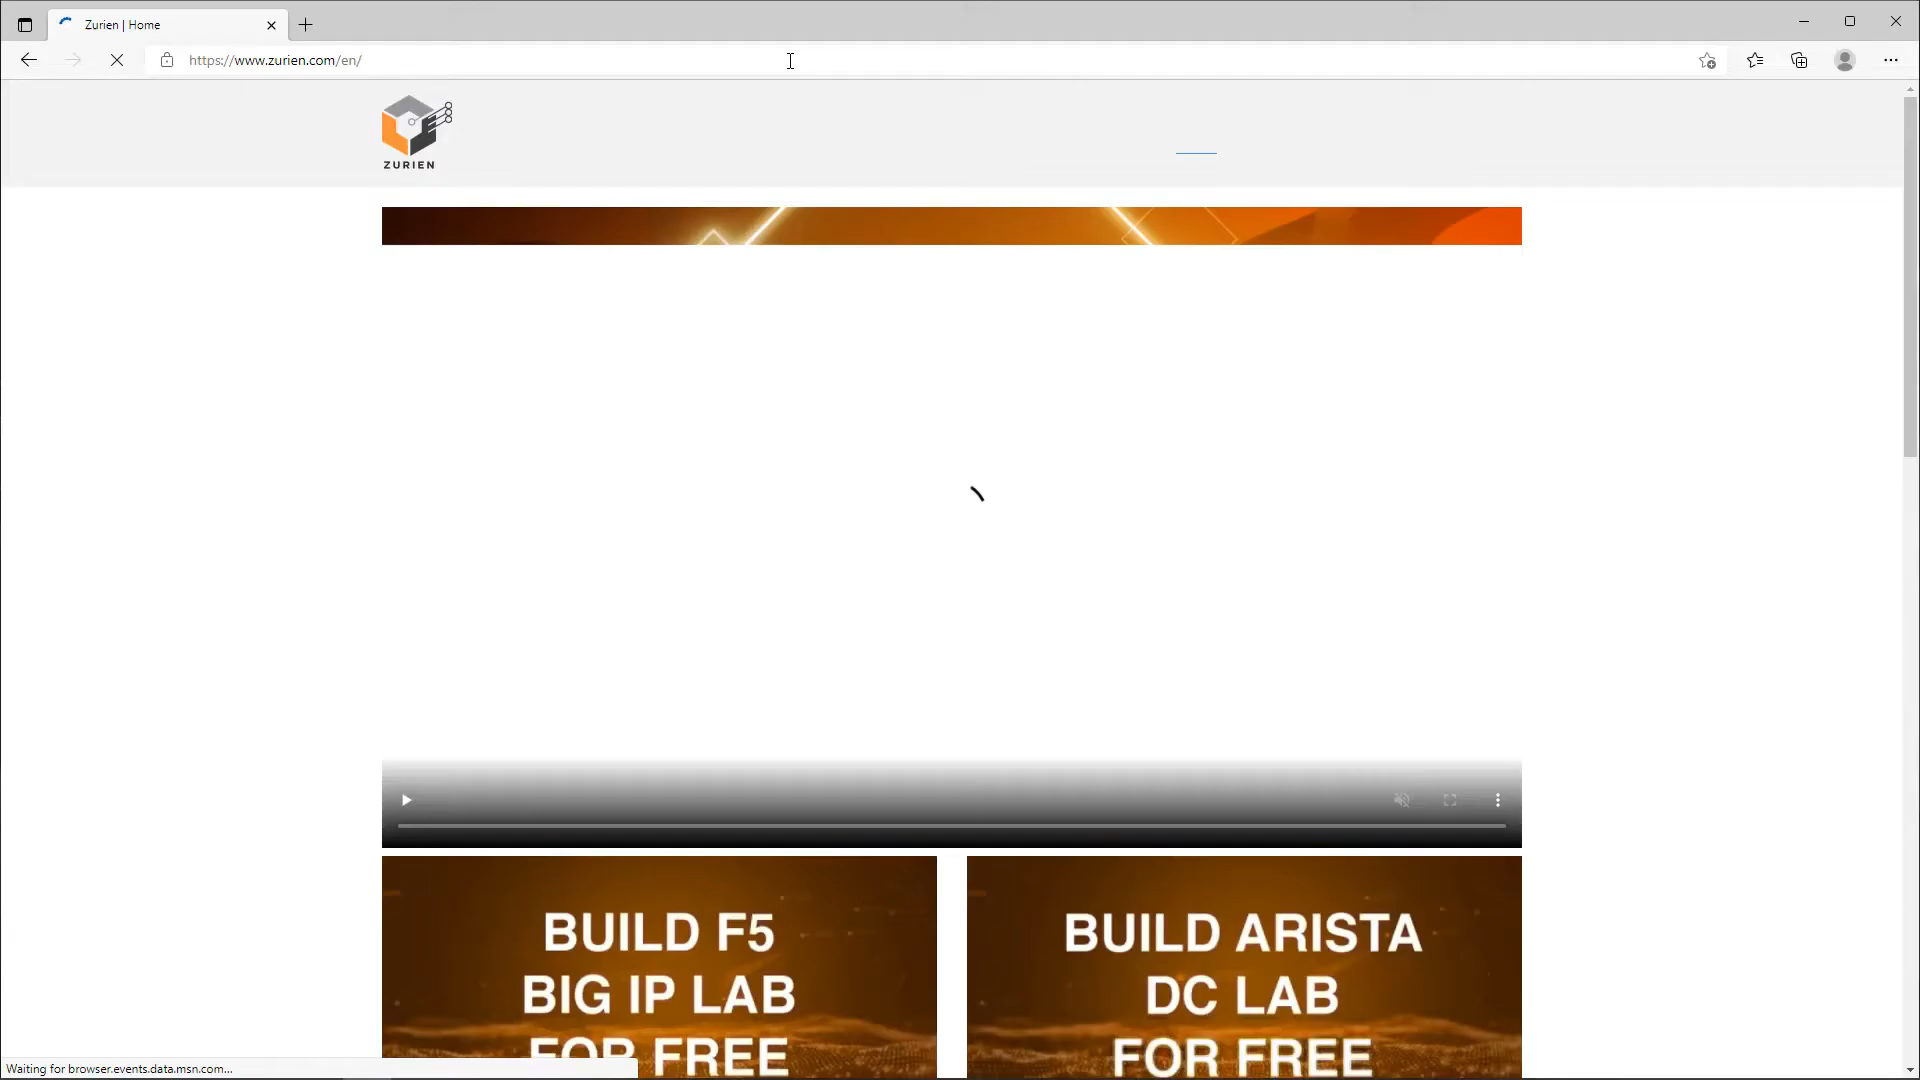 Zurien | Home
https://www.zurien.com/en/
ZURIEN
BUILD F5
BIG IP LAB
FOR FREE
BUILD ARISTA
DC LAB
FOR FREE
Waiting for browser.events.data.msn.com...